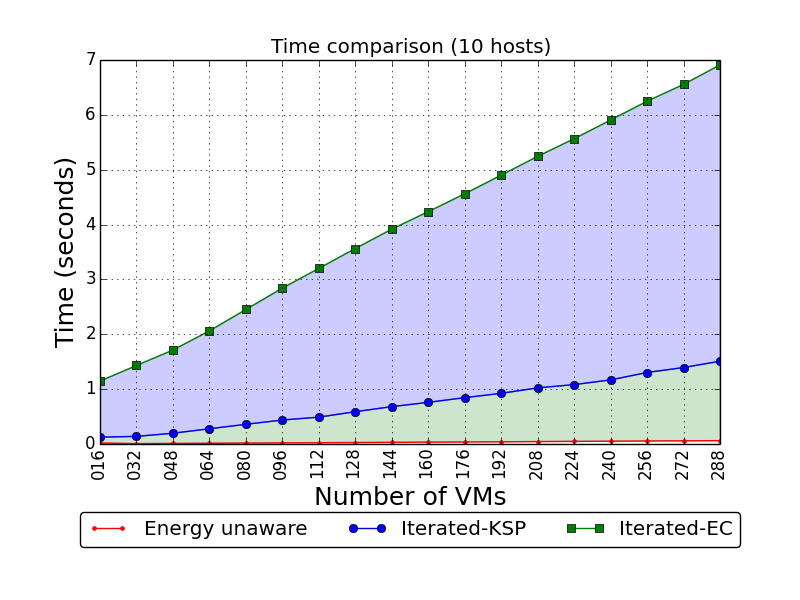 Time comparison (10 hosts)
7
6
5
4
3
2
1
0
Time (seconds)
016 032 048 064 080 096 112 128 144 160 176 192 208 224 240 256 272 288
Number of VMs
Energy unaware Iterated-KSP Iterated-EC